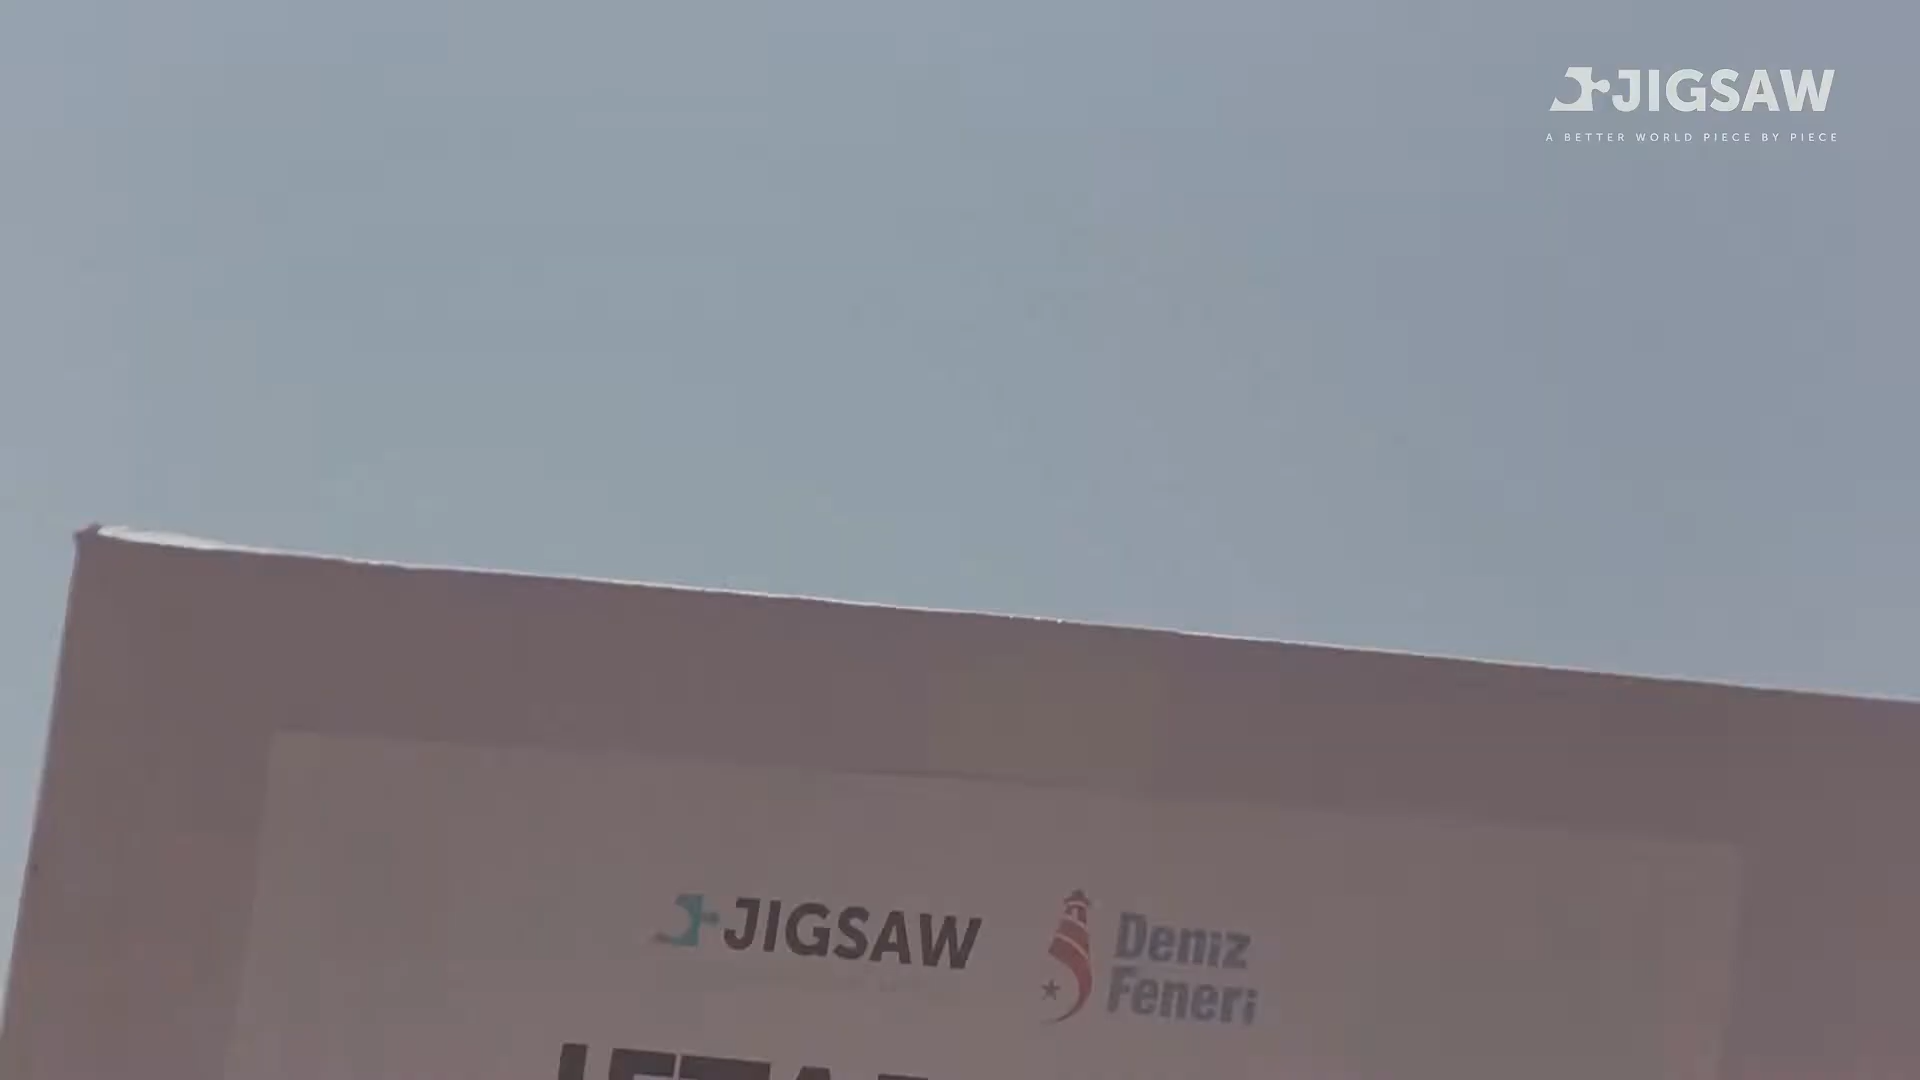 JIGSAW
A BETTER WORLD PIECE BY PIECE
JIGSAW
Deniz
Feneri